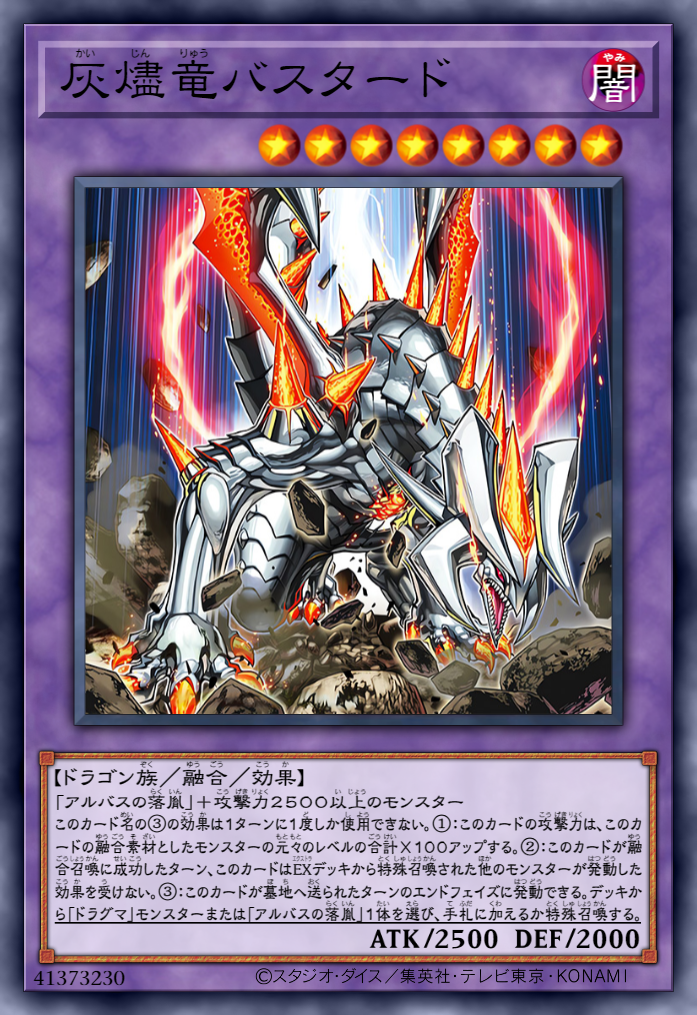 灰燼竜バスタード
闇
【ドラゴン族／融合／効果】
「アルバスの落胤」＋攻撃力2500以上のモンスター
このカード名の③の効果は1ターンに1度しか使用できない。①：このカードの攻撃力は、このカ
ードの融合素材としたモンスターの元々のレベルの合計×100アップする。②：このカードが融
合召喚に成功したターン、このカードはEXデッキから特殊召喚された他のモンスターが発動した
効果を受けない。③：このカードが墓地へ送られたターンのエンドフェイズに発動できる。デッキか
ら「ドラグマ」モンスターまたは「アルバスの落胤」1体を選び、手札に加えるか特殊召喚する。
ATK/2500 DEF/2000
41373230 ©スタジオ・ダイス／集英社・テレビ東京・KONAMI